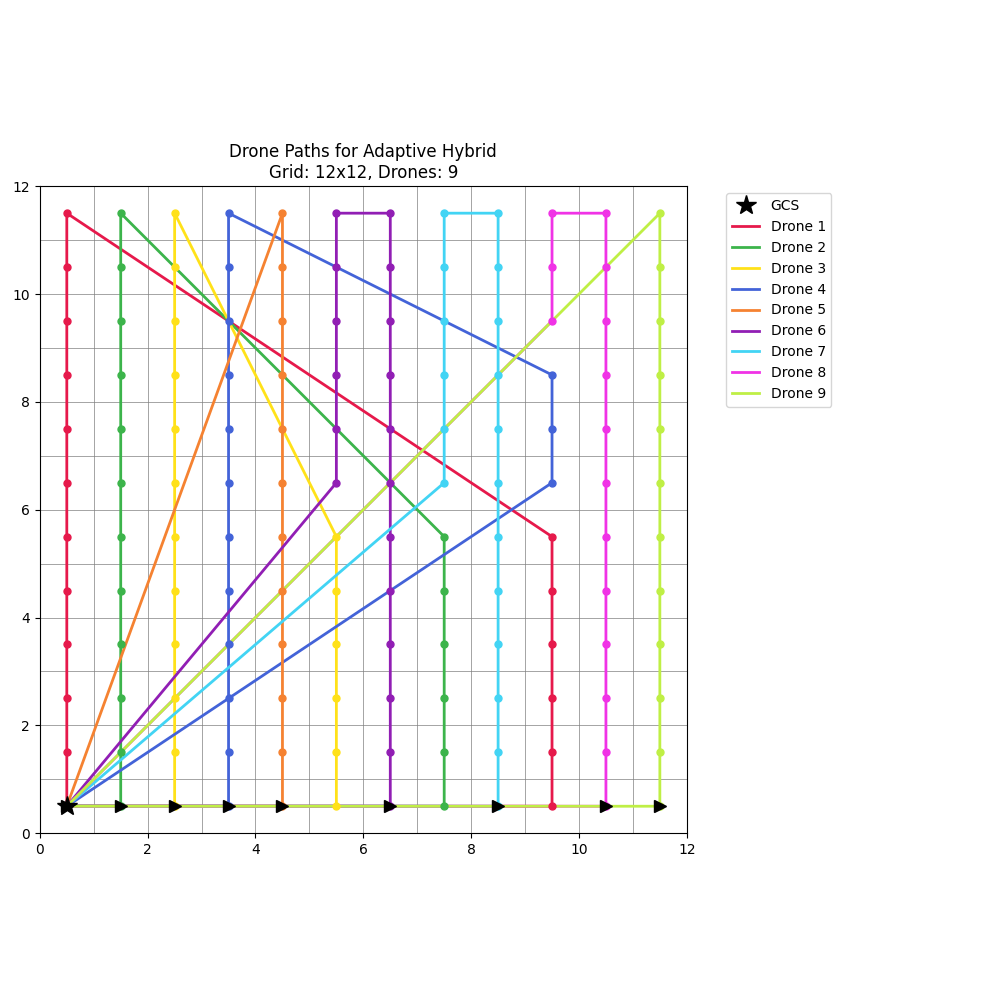 Drone Paths for Adaptive Hybrid
Grid: 12x12, Drones: 9
12
10
8
6
4
2
0
0 2 4 6 8 10 12
GCS
Drone 1
Drone 2
Drone 3
Drone 4
Drone 5
Drone 6
Drone 7
Drone 8
Drone 9